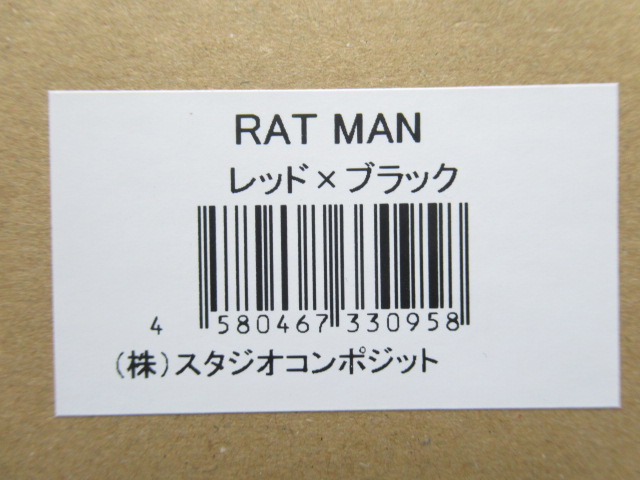 RAT MAN
レッド×ブラック
4 580467 330958
(株)スタジオコンポジット